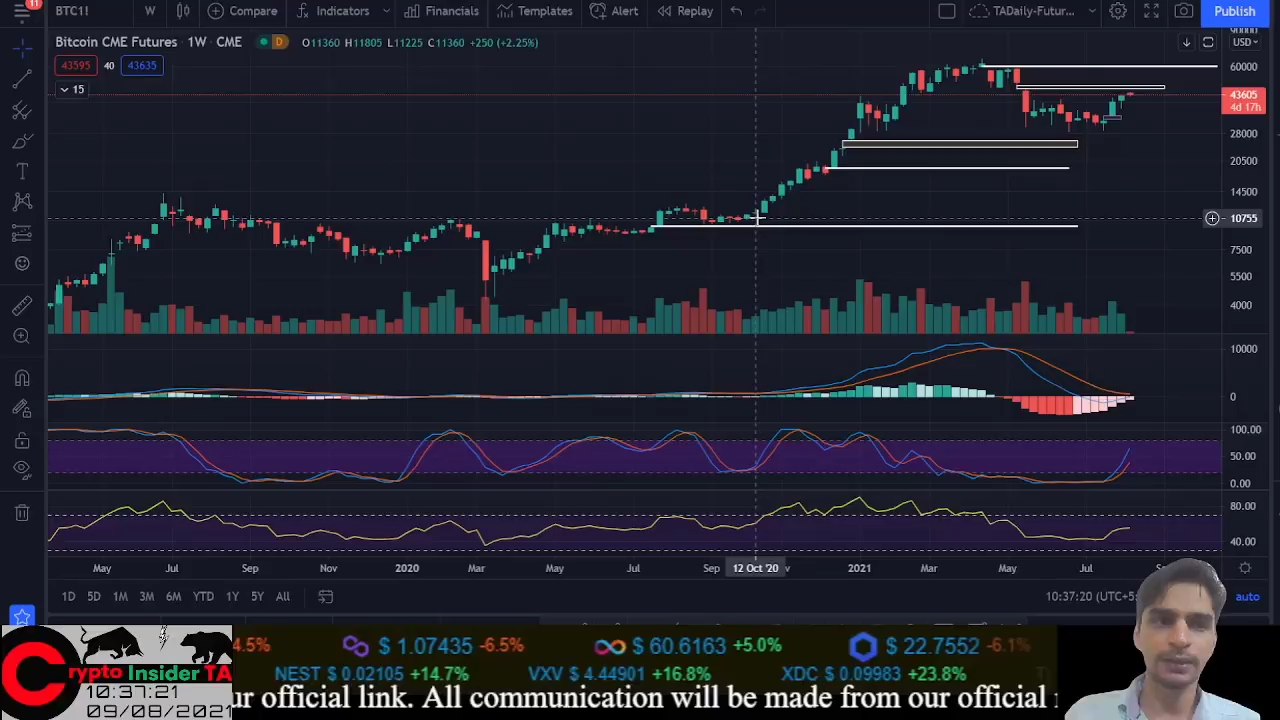 11
BTC1! W Compare Indicators Financials Templates Alert Replay TADaily-Futur... Publish
Bitcoin CME Futures · 1W · CME D O11360 H11805 L11225 C11360 +250 (+2.25%)
USD
43595 40 43635
15
60000
43605
4d 17h
28000
20500
14500
10755
7500
5500
4000
10000
0
100.00
50.00
0.00
80.00
40.00
May Jul Sep Nov 2020 Mar May Jul Sep 12 Oct '20 2021 Mar May Jul
1D 5D 1M 3M 6M YTD 1Y 5Y All 10:37:20 (UTC+5: auto
4.5% $ 1.07435 -6.5% $ 60.6163 +5.0% $ 22.7552 -6.1%
Crypto Insider TA
NEST $ 0.02105 +14.7% VXV $ 4.44901 +16.8% XDC $ 0.09983 +23.8%
10:37:21
ur official link. All communication will be made from our official
09/08/2021